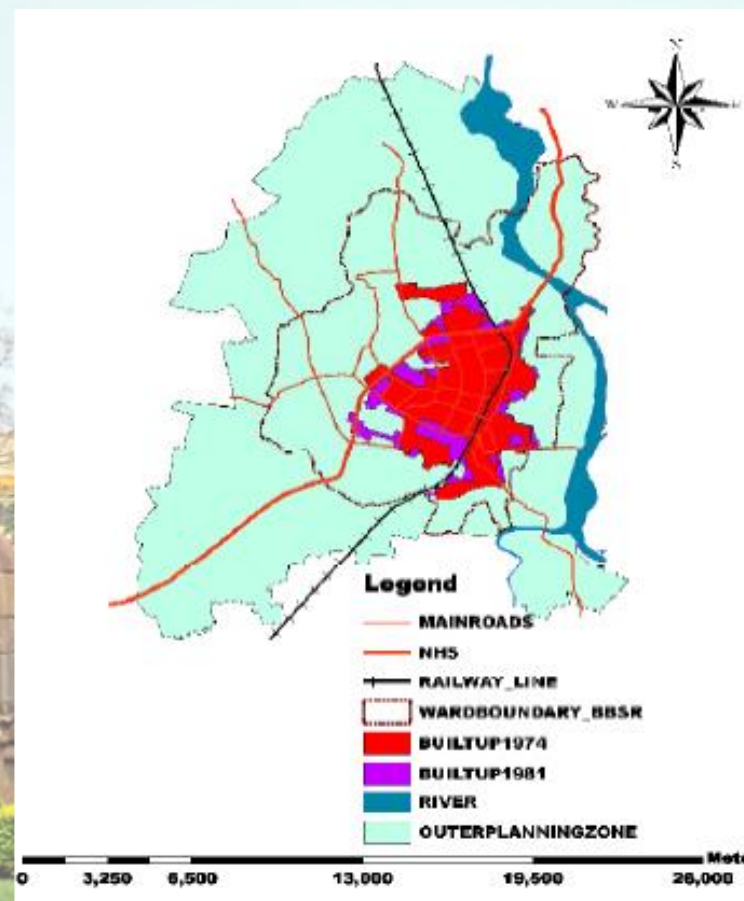 N
W
S
Legend
MAINROADS
NH5
RAILWAY_LINE
WARDBOUNDARY_BBSR
BUILTUP1974
BUILTUP1981
RIVER
OUTERPLANNINGZONE
0 3,250 6,500 13,000 19,500 26,000